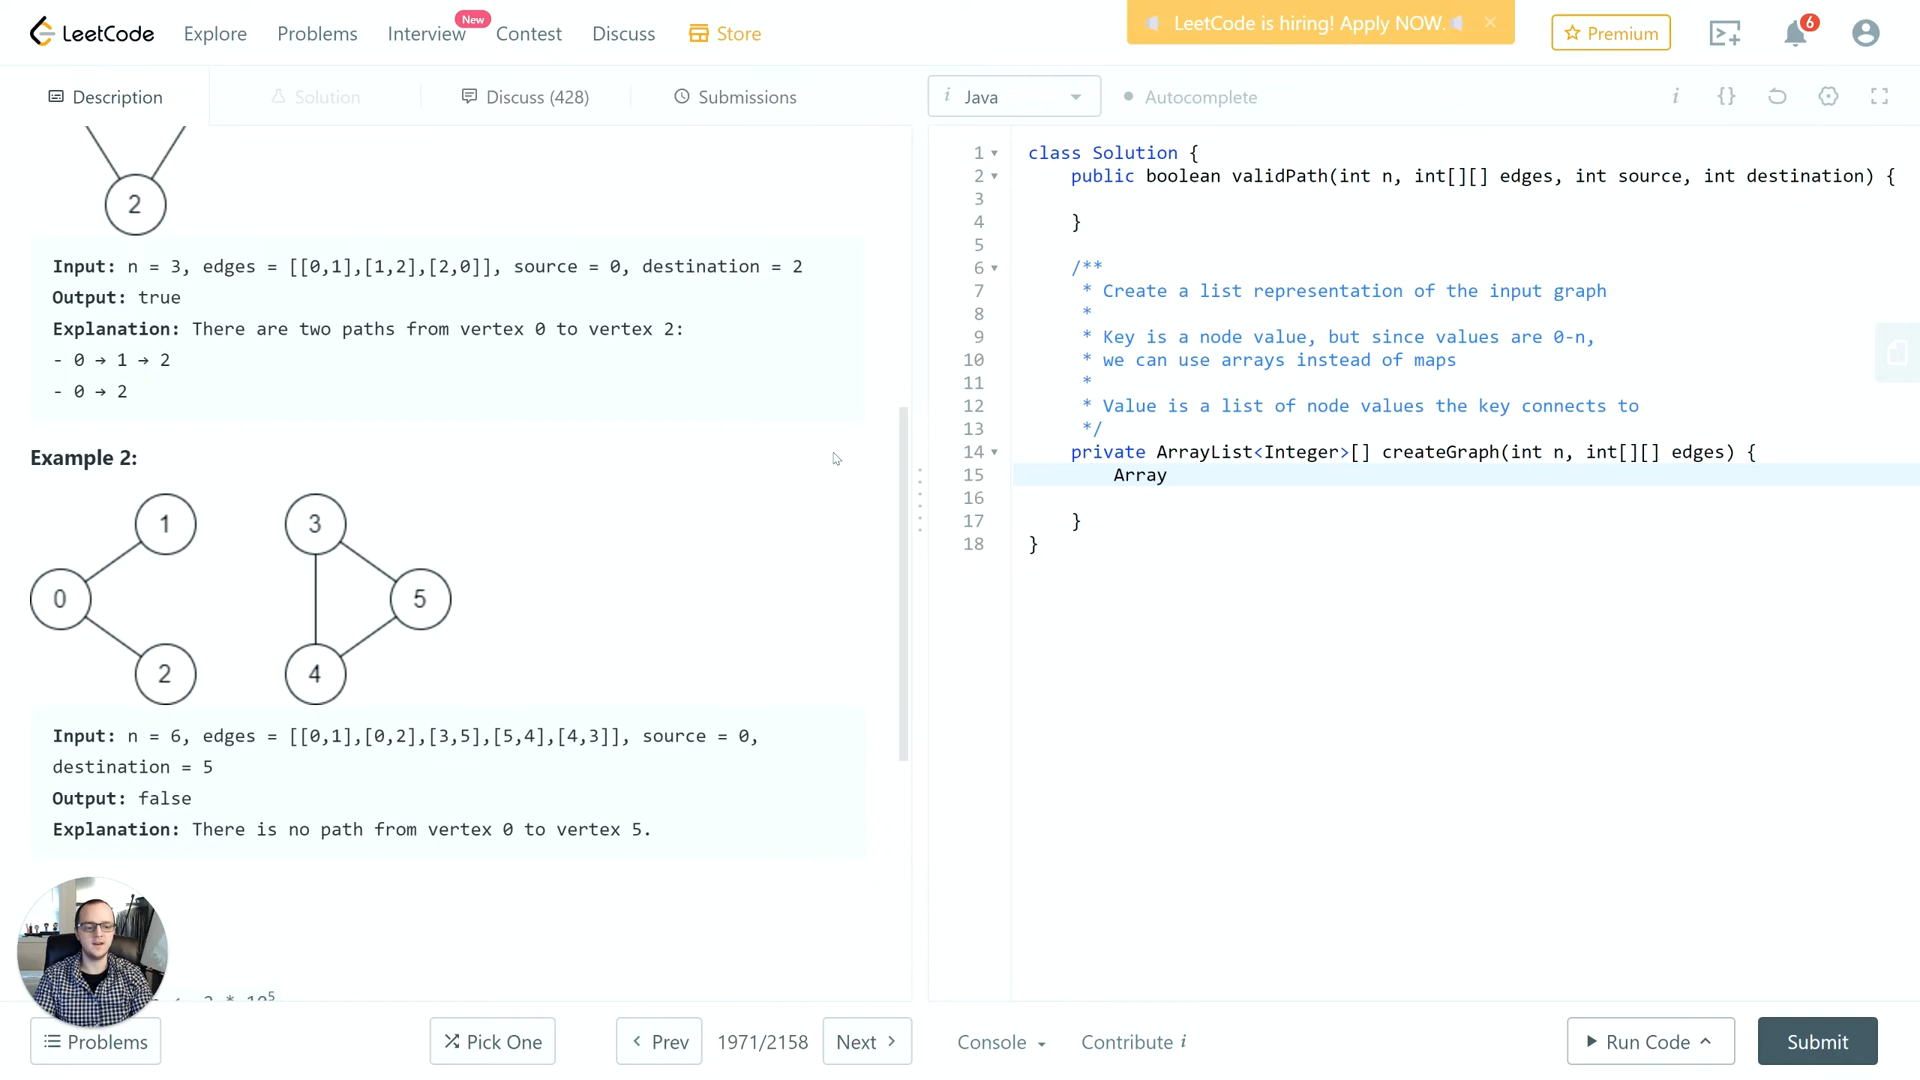 LeetCode
Explore
Problems
Interview
New
Contest
Discuss
Store
LeetCode is hiring! Apply NOW.
Premium
6
Description
Solution
Discuss (428)
Submissions
i Java
Autocomplete
i {}
2
Input: n = 3, edges = [[0,1],[1,2],[2,0]], source = 0, destination = 2
Output: true
Explanation: There are two paths from vertex 0 to vertex 2:
- 0 → 1 → 2
- 0 → 2
Example 2:
1
3
0
5
2
4
Input: n = 6, edges = [[0,1],[0,2],[3,5],[5,4],[4,3]], source = 0,
destination = 5
Output: false
Explanation: There is no path from vertex 0 to vertex 5.
1 class Solution {
2 public boolean validPath(int n, int[][] edges, int source, int destination) {
3
4 }
5
6 /**
7 * Create a list representation of the input graph
8 *
9 * Key is a node value, but since values are 0-n,
10 * we can use arrays instead of maps
11 *
12 * Value is a list of node values the key connects to
13 */
14 private ArrayList<Integer>[] createGraph(int n, int[][] edges) {
15 Array
16
17 }
18 }
Problems
Pick One
< Prev
1971/2158
Next >
Console
Contribute i
Run Code
Submit